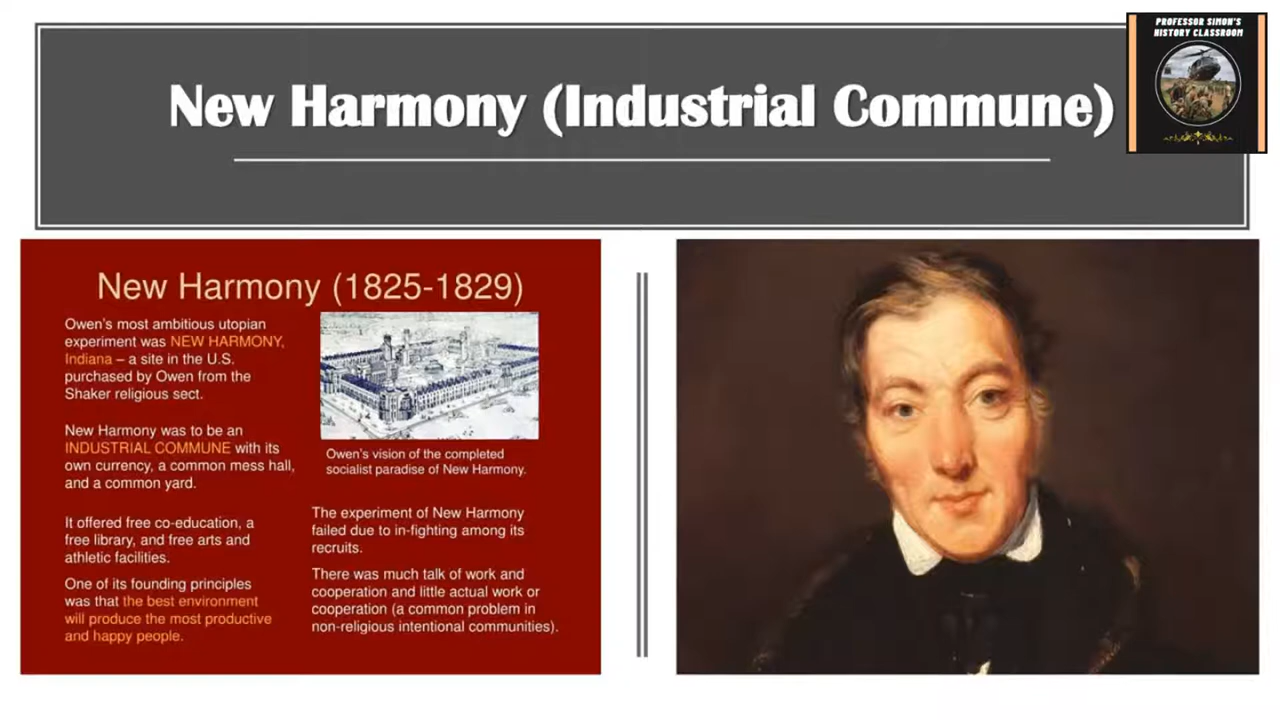 PROFESSOR SIMON'S
HISTORY CLASSROOM
New Harmony (Industrial Commune)
New Harmony (1825-1829)
Owen's most ambitious utopian
experiment was NEW HARMONY,
Indiana – a site in the U.S.
purchased by Owen from the
Shaker religious sect.
New Harmony was to be an
INDUSTRIAL COMMUNE with its
own currency, a common mess hall,
and a common yard.
It offered free co-education, a
free library, and free arts and
athletic facilities.
One of its founding principles
was that the best environment
will produce the most productive
and happy people.
Owen's vision of the completed
socialist paradise of New Harmony.
The experiment of New Harmony
failed due to in-fighting among its
recruits.
There was much talk of work and
cooperation and little actual work or
cooperation (a common problem in
non-religious intentional communities).